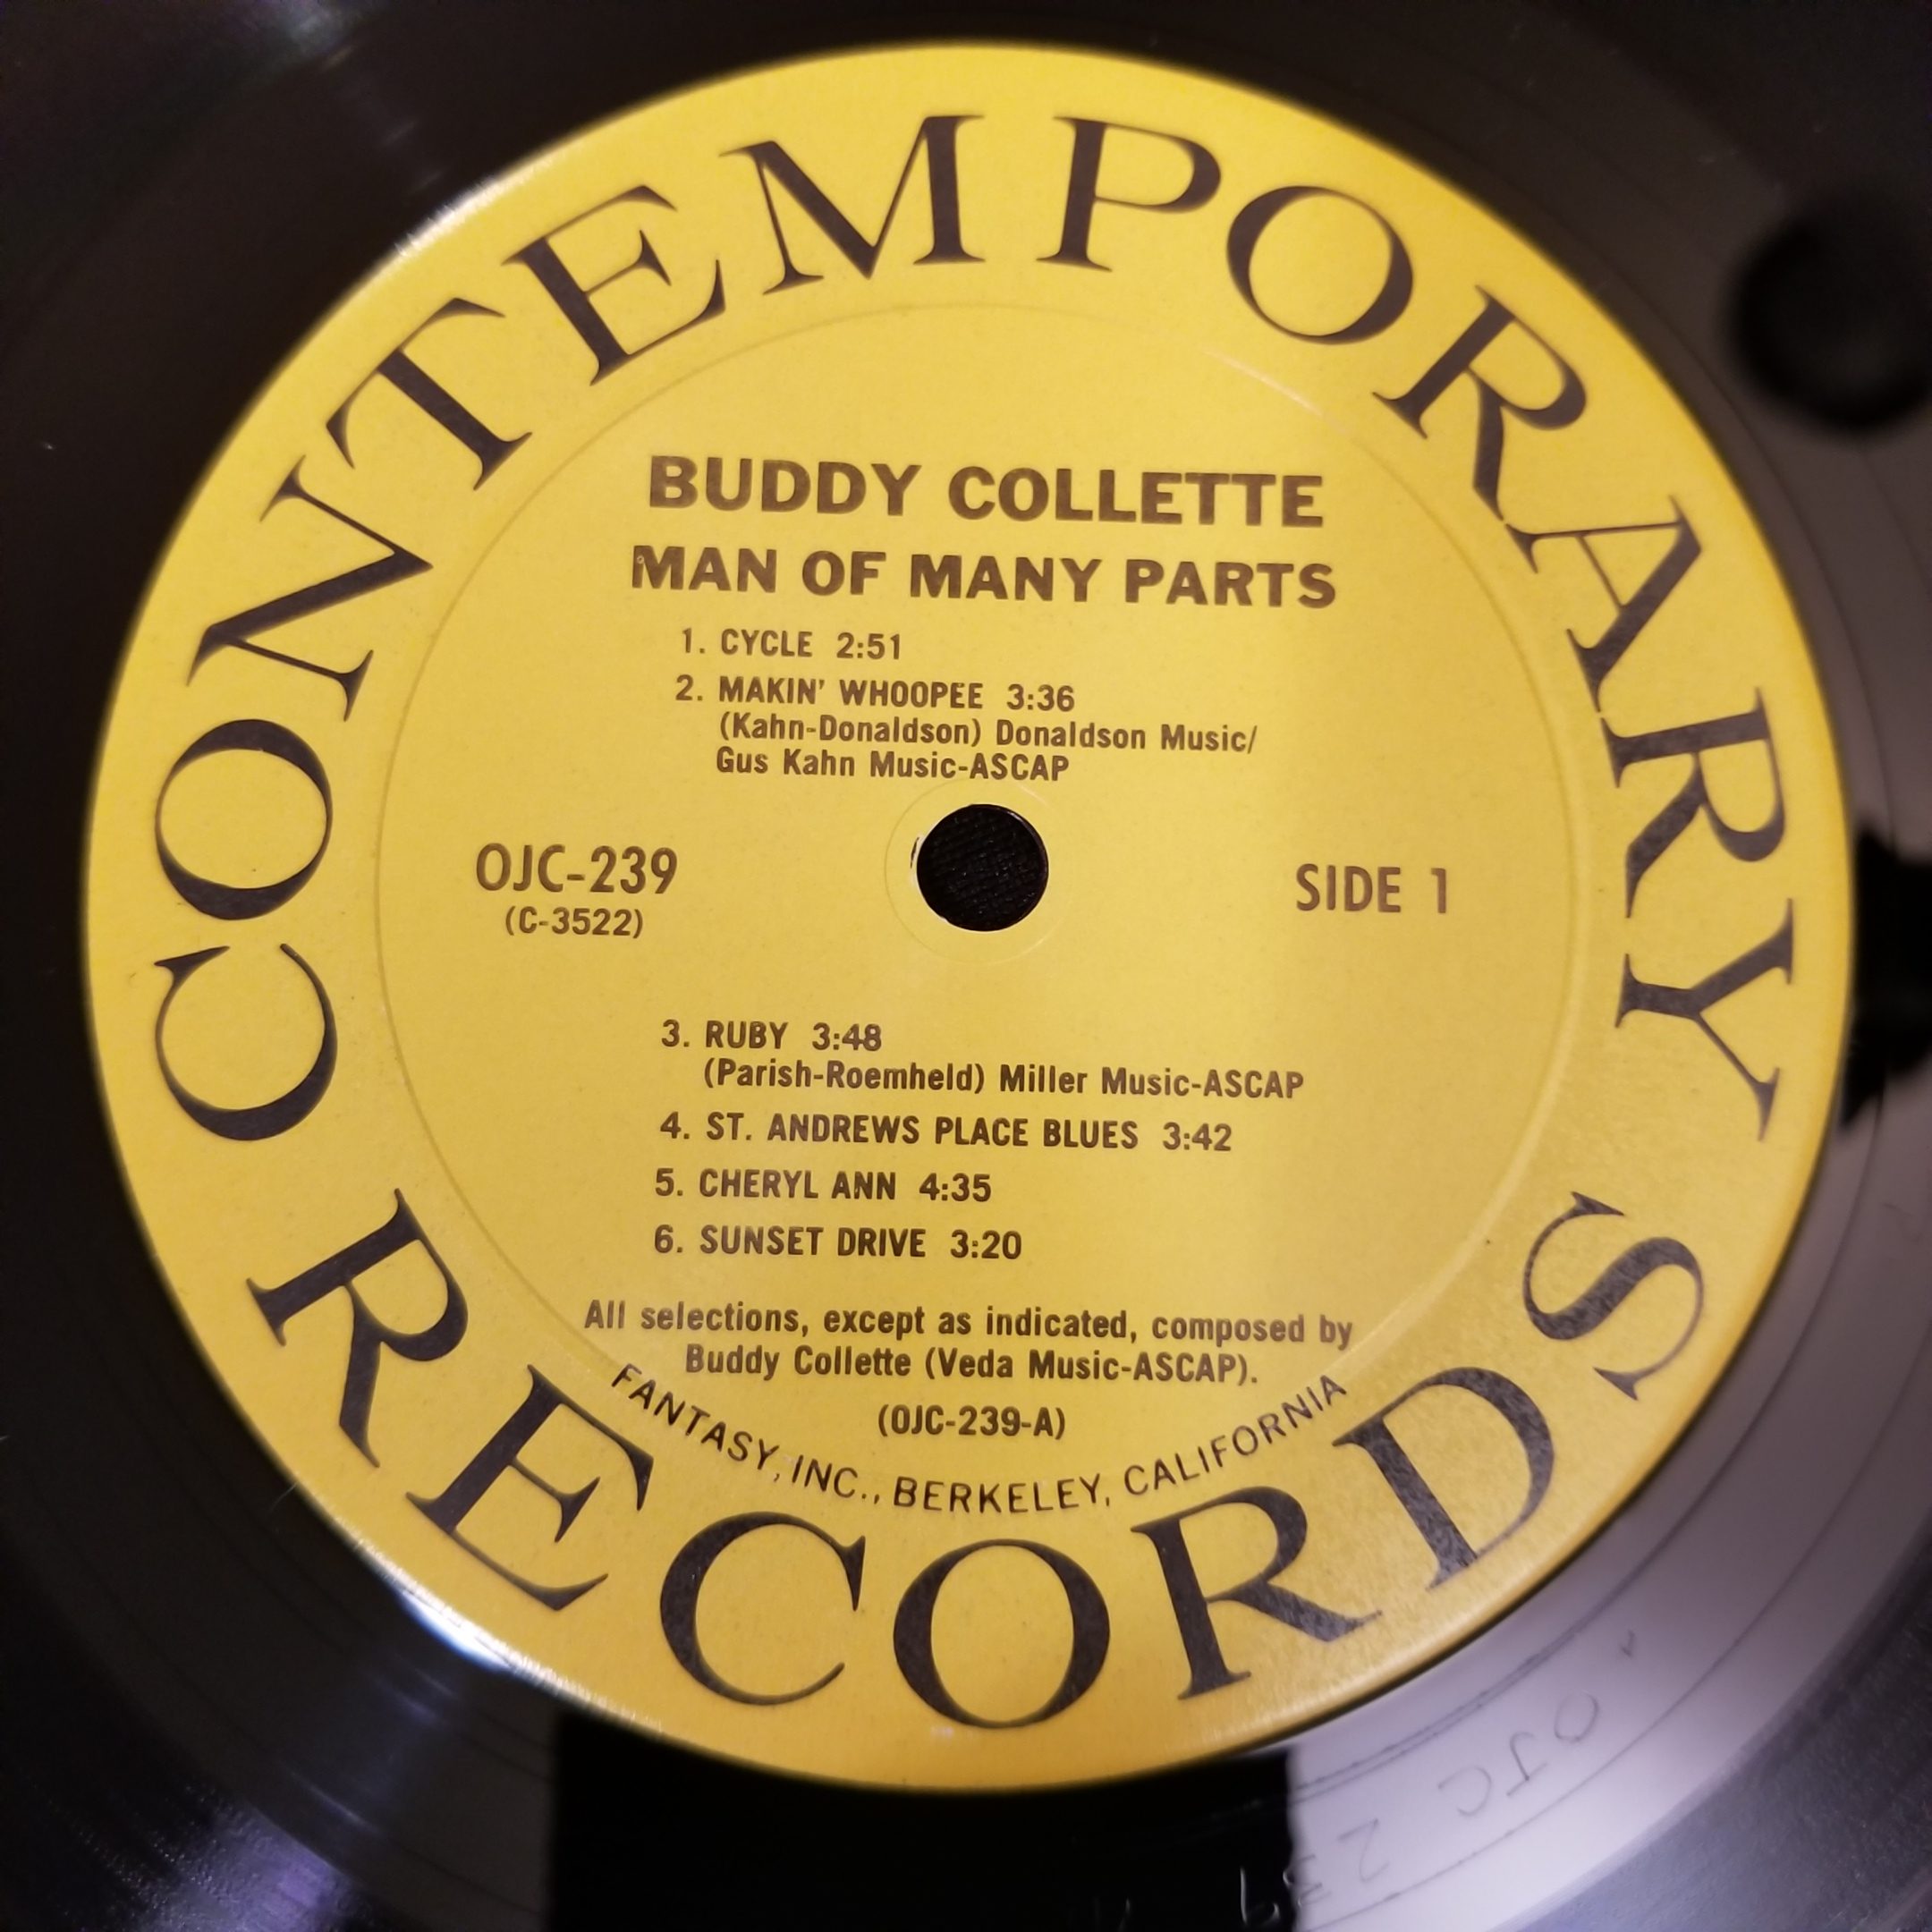 CONTEMPORARY
BUDDY COLLETTE
MAN OF MANY PARTS
1. CYCLE 2:51
2. MAKIN' WHOOPEE 3:36
(Kahn-Donaldson) Donaldson Music/
Gus Kahn Music-ASCAP
OJC-239
(C-3522)
SIDE 1
3. RUBY 3:48
(Parish-Roemheld) Miller Music-ASCAP
4. ST. ANDREWS PLACE BLUES 3:42
5. CHERYL ANN 4:35
6. SUNSET DRIVE 3:20
All selections, except as indicated, composed by
Buddy Collette (Veda Music-ASCAP).
(OJC-239-A)
FANTASY, INC., BERKELEY, CALIFORNIA
RECORDS
OJC 239